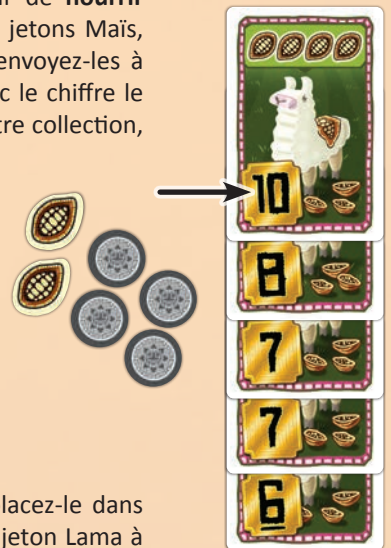 de nourrir
jetons Maïs,
envoyez-les à
le chiffre le
tre collection,
10
8
7
7
6
lacez-le dans
jeton Lama à